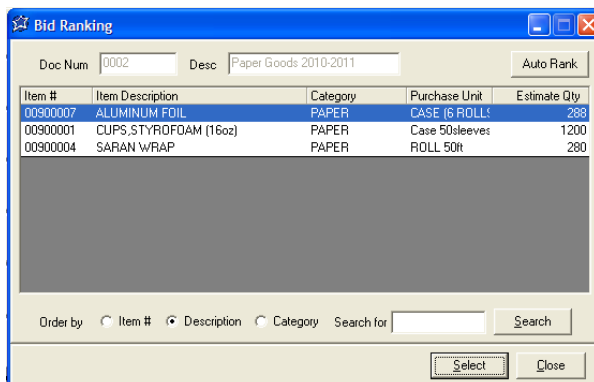 Bid Ranking
Doc Num 0002 Desc Paper Goods 2010-2011 Auto Rank
Item # Item Description Category Purchase Unit Estimate Qty
00900007 ALUMINUM FOIL PAPER CASE (6 ROLLS 288
00900001 CUPS,STYROFOAM (16oz) PAPER Case 50sleeves 1200
00900004 SARAN WRAP PAPER ROLL 50ft 280
Order by Item # Description Category Search for Search
Select Close